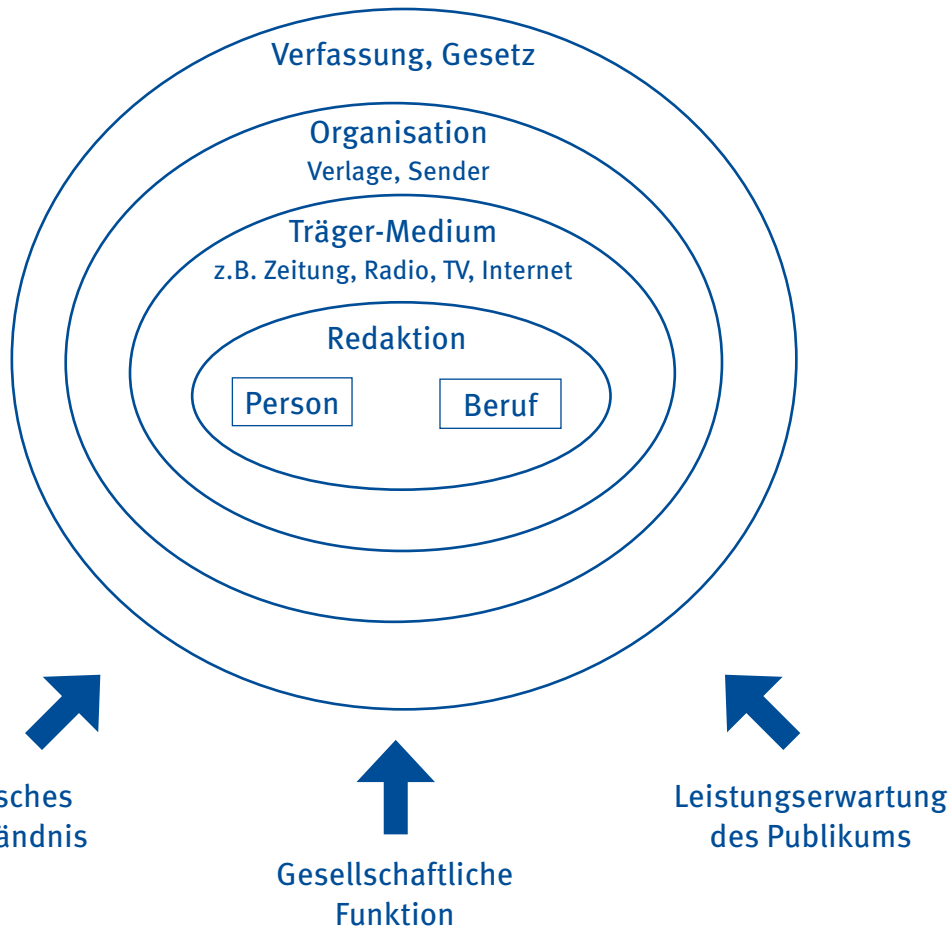 Verfassung, Gesetz
Organisation
Verlage, Sender
Träger-Medium
z.B. Zeitung, Radio, TV, Internet
Redaktion
Person
Beruf
sches
ändnis
Gesellschaftliche
Funktion
Leistungserwartung
des Publikums